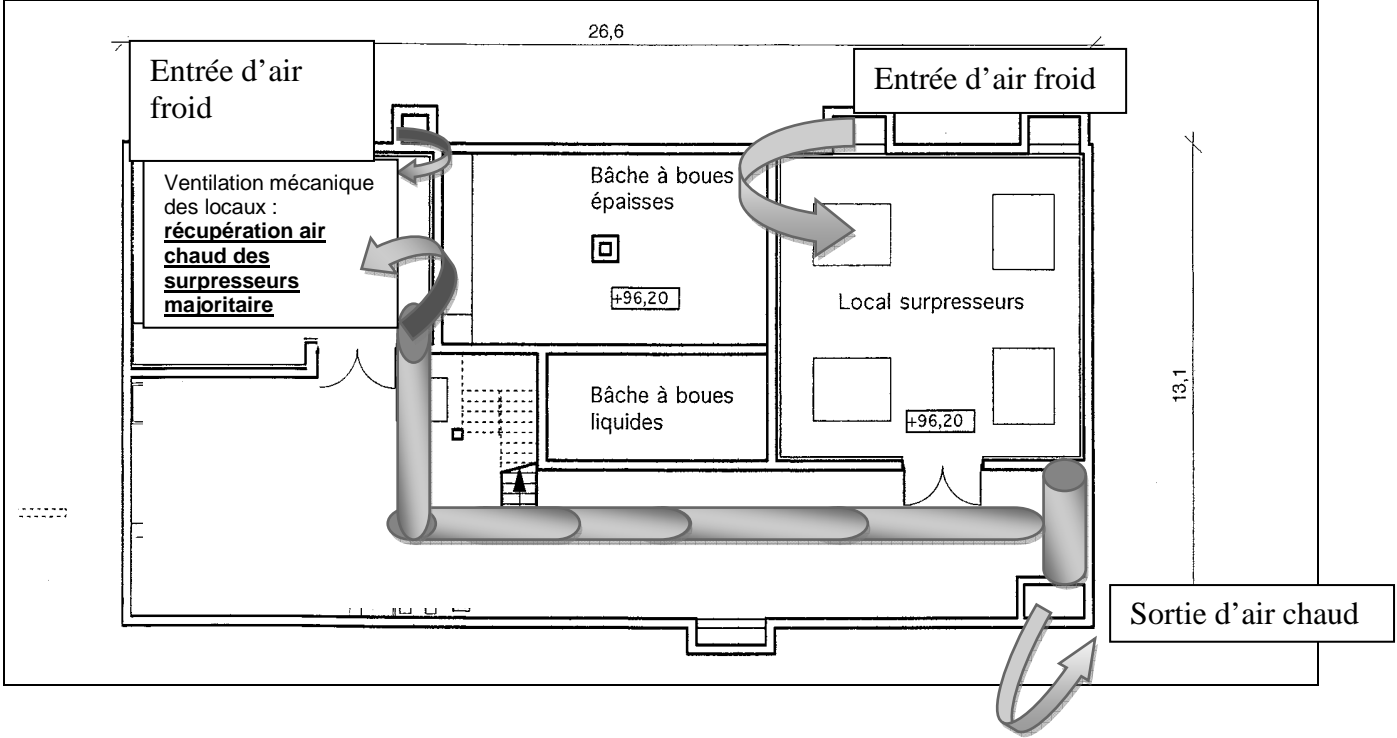 26,6
Entrée d'air
froid
Entrée d'air froid
Ventilation mécanique
des locaux :
récupération air
chaud des
surpresseurs
majoritaire
Bâche à boues
épaisses
+96,20
Local surpresseurs
Bâche à boues
liquides
+96,20
13,1
Sortie d'air chaud